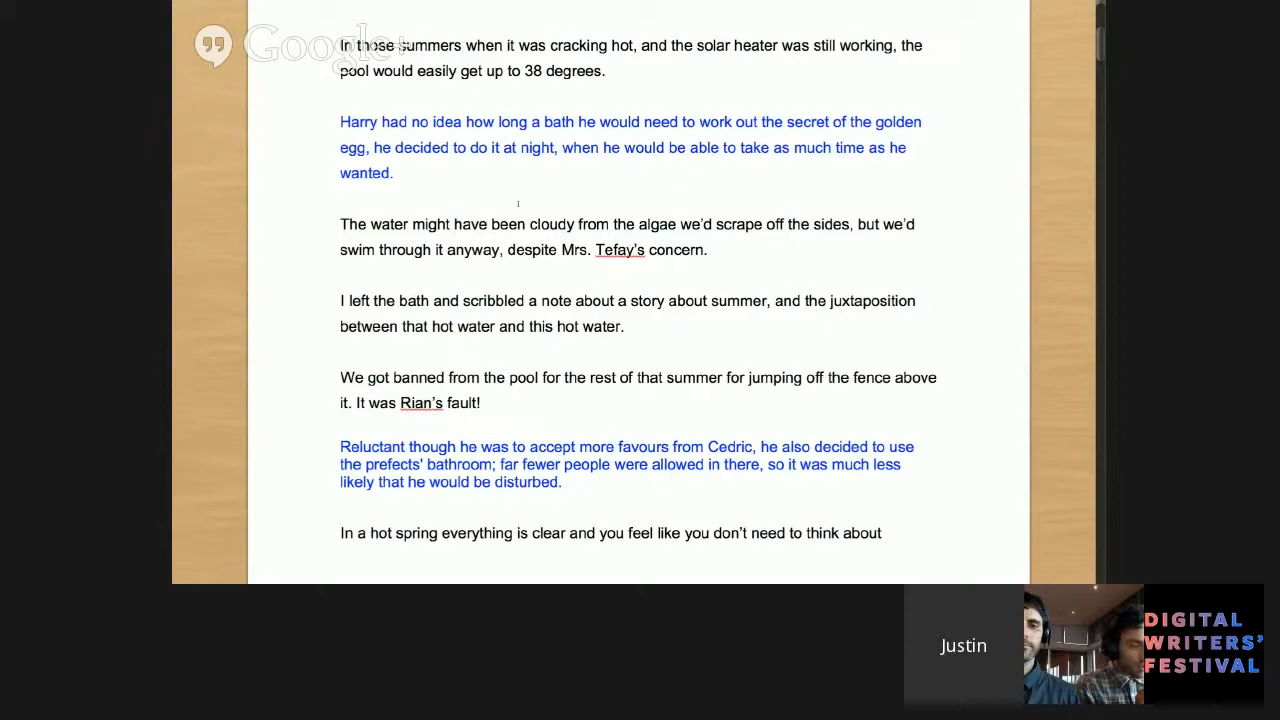 Google+
In those summers when it was cracking hot, and the solar heater was still working, the
pool would easily get up to 38 degrees.
Harry had no idea how long a bath he would need to work out the secret of the golden
egg, he decided to do it at night, when he would be able to take as much time as he
wanted.
The water might have been cloudy from the algae we’d scrape off the sides, but we’d
swim through it anyway, despite Mrs. Tefay’s concern.
I left the bath and scribbled a note about a story about summer, and the juxtaposition
between that hot water and this hot water.
We got banned from the pool for the rest of that summer for jumping off the fence above
it. It was Rian’s fault!
Reluctant though he was to accept more favours from Cedric, he also decided to use
the prefects' bathroom; far fewer people were allowed in there, so it was much less
likely that he would be disturbed.
In a hot spring everything is clear and you feel like you don’t need to think about
Justin
DIGITAL
WRITERS’
FESTIVAL